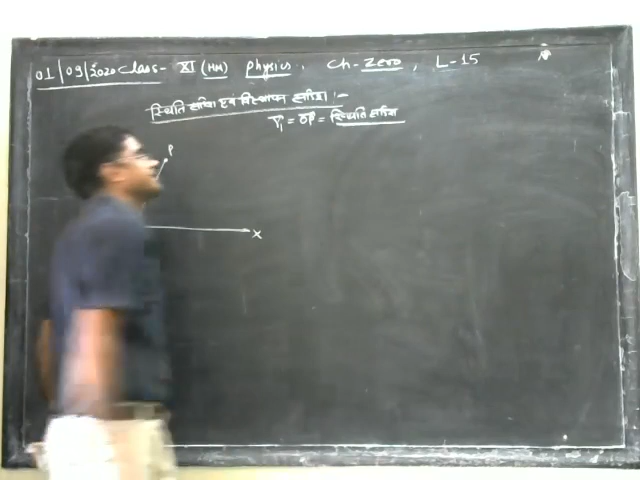 01/09/2020 Class- XI (HM) Physics, Ch-Zero, L-15
स्थिति सदिश एवं विस्थापन सदिश :-
r₁ = OP = स्थिति सदिश
P
X